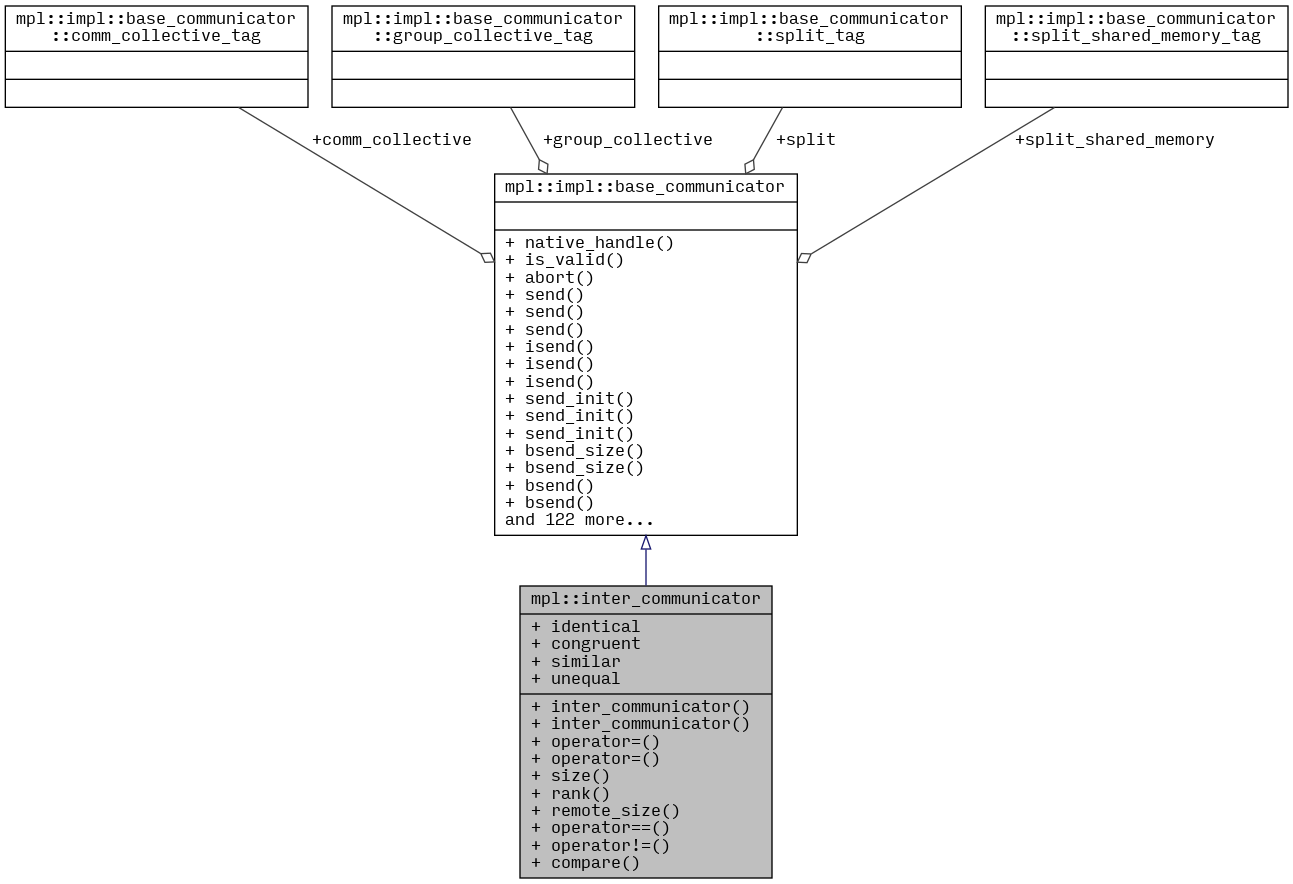 mpl::impl::base_communicator
::comm_collective_tag
mpl::impl::base_communicator
::group_collective_tag
mpl::impl::base_communicator
::split_tag
mpl::impl::base_communicator
::split_shared_memory_tag
+comm_collective
+group_collective
+split
+split_shared_memory
mpl::impl::base_communicator
+ native_handle()
+ is_valid()
+ abort()
+ send()
+ send()
+ send()
+ isend()
+ isend()
+ isend()
+ send_init()
+ send_init()
+ send_init()
+ bsend_size()
+ bsend_size()
+ bsend()
+ bsend()
and 122 more...
mpl::inter_communicator
+ identical
+ congruent
+ similar
+ unequal
+ inter_communicator()
+ inter_communicator()
+ operator=()
+ operator=()
+ size()
+ rank()
+ remote_size()
+ operator==()
+ operator!=()
+ compare()